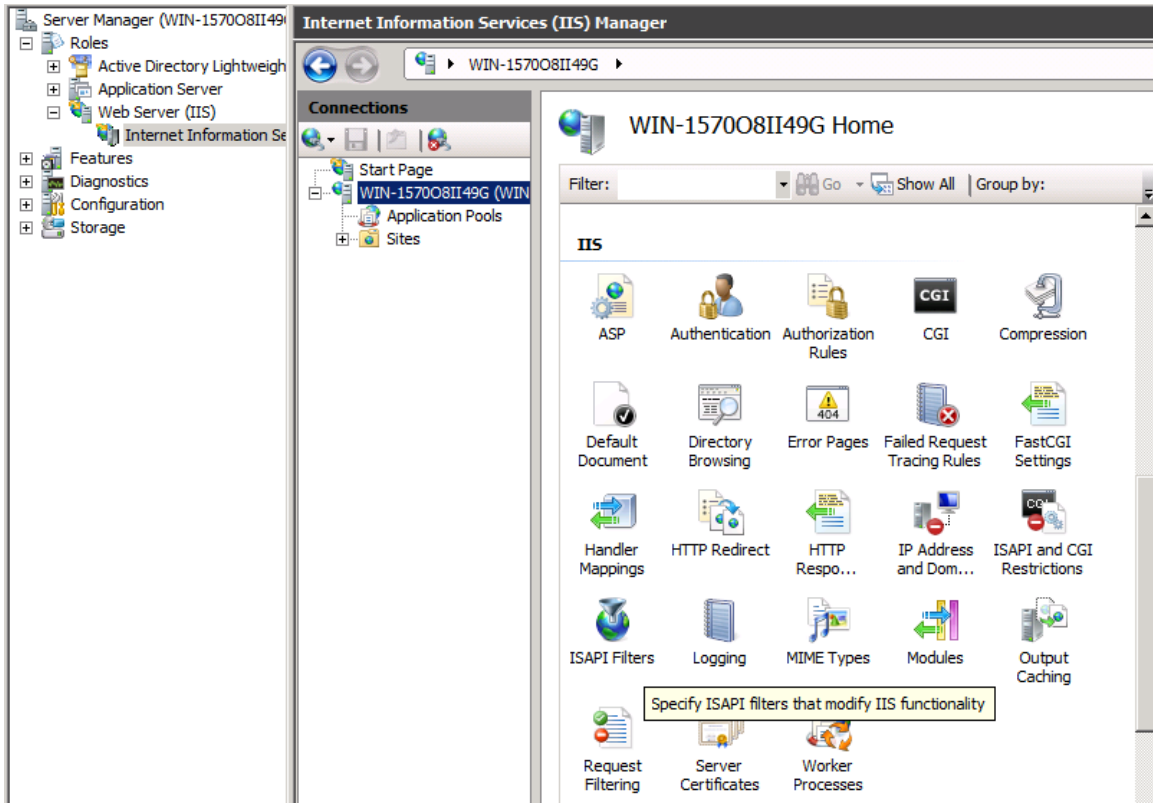 Server Manager (WIN-1570O8II49
Roles
Active Directory Lightweigh
Application Server
Web Server (IIS)
Internet Information Se
Features
Diagnostics
Configuration
Storage
Internet Information Services (IIS) Manager
WIN-1570O8II49G
Connections
Start Page
WIN-1570O8II49G (WIN
Application Pools
Sites
WIN-1570O8II49G Home
Filter: Go Show All Group by:
IIS
ASP Authentication Authorization Rules CGI Compression
Default Document Directory Browsing Error Pages Failed Request Tracing Rules FastCGI Settings
404
Handler Mappings HTTP Redirect HTTP Respo... IP Address and Dom... ISAPI and CGI Restrictions
ISAPI Filters Logging MIME Types Modules Output Caching
Specify ISAPI filters that modify IIS functionality
Request Filtering Server Certificates Worker Processes
CGI